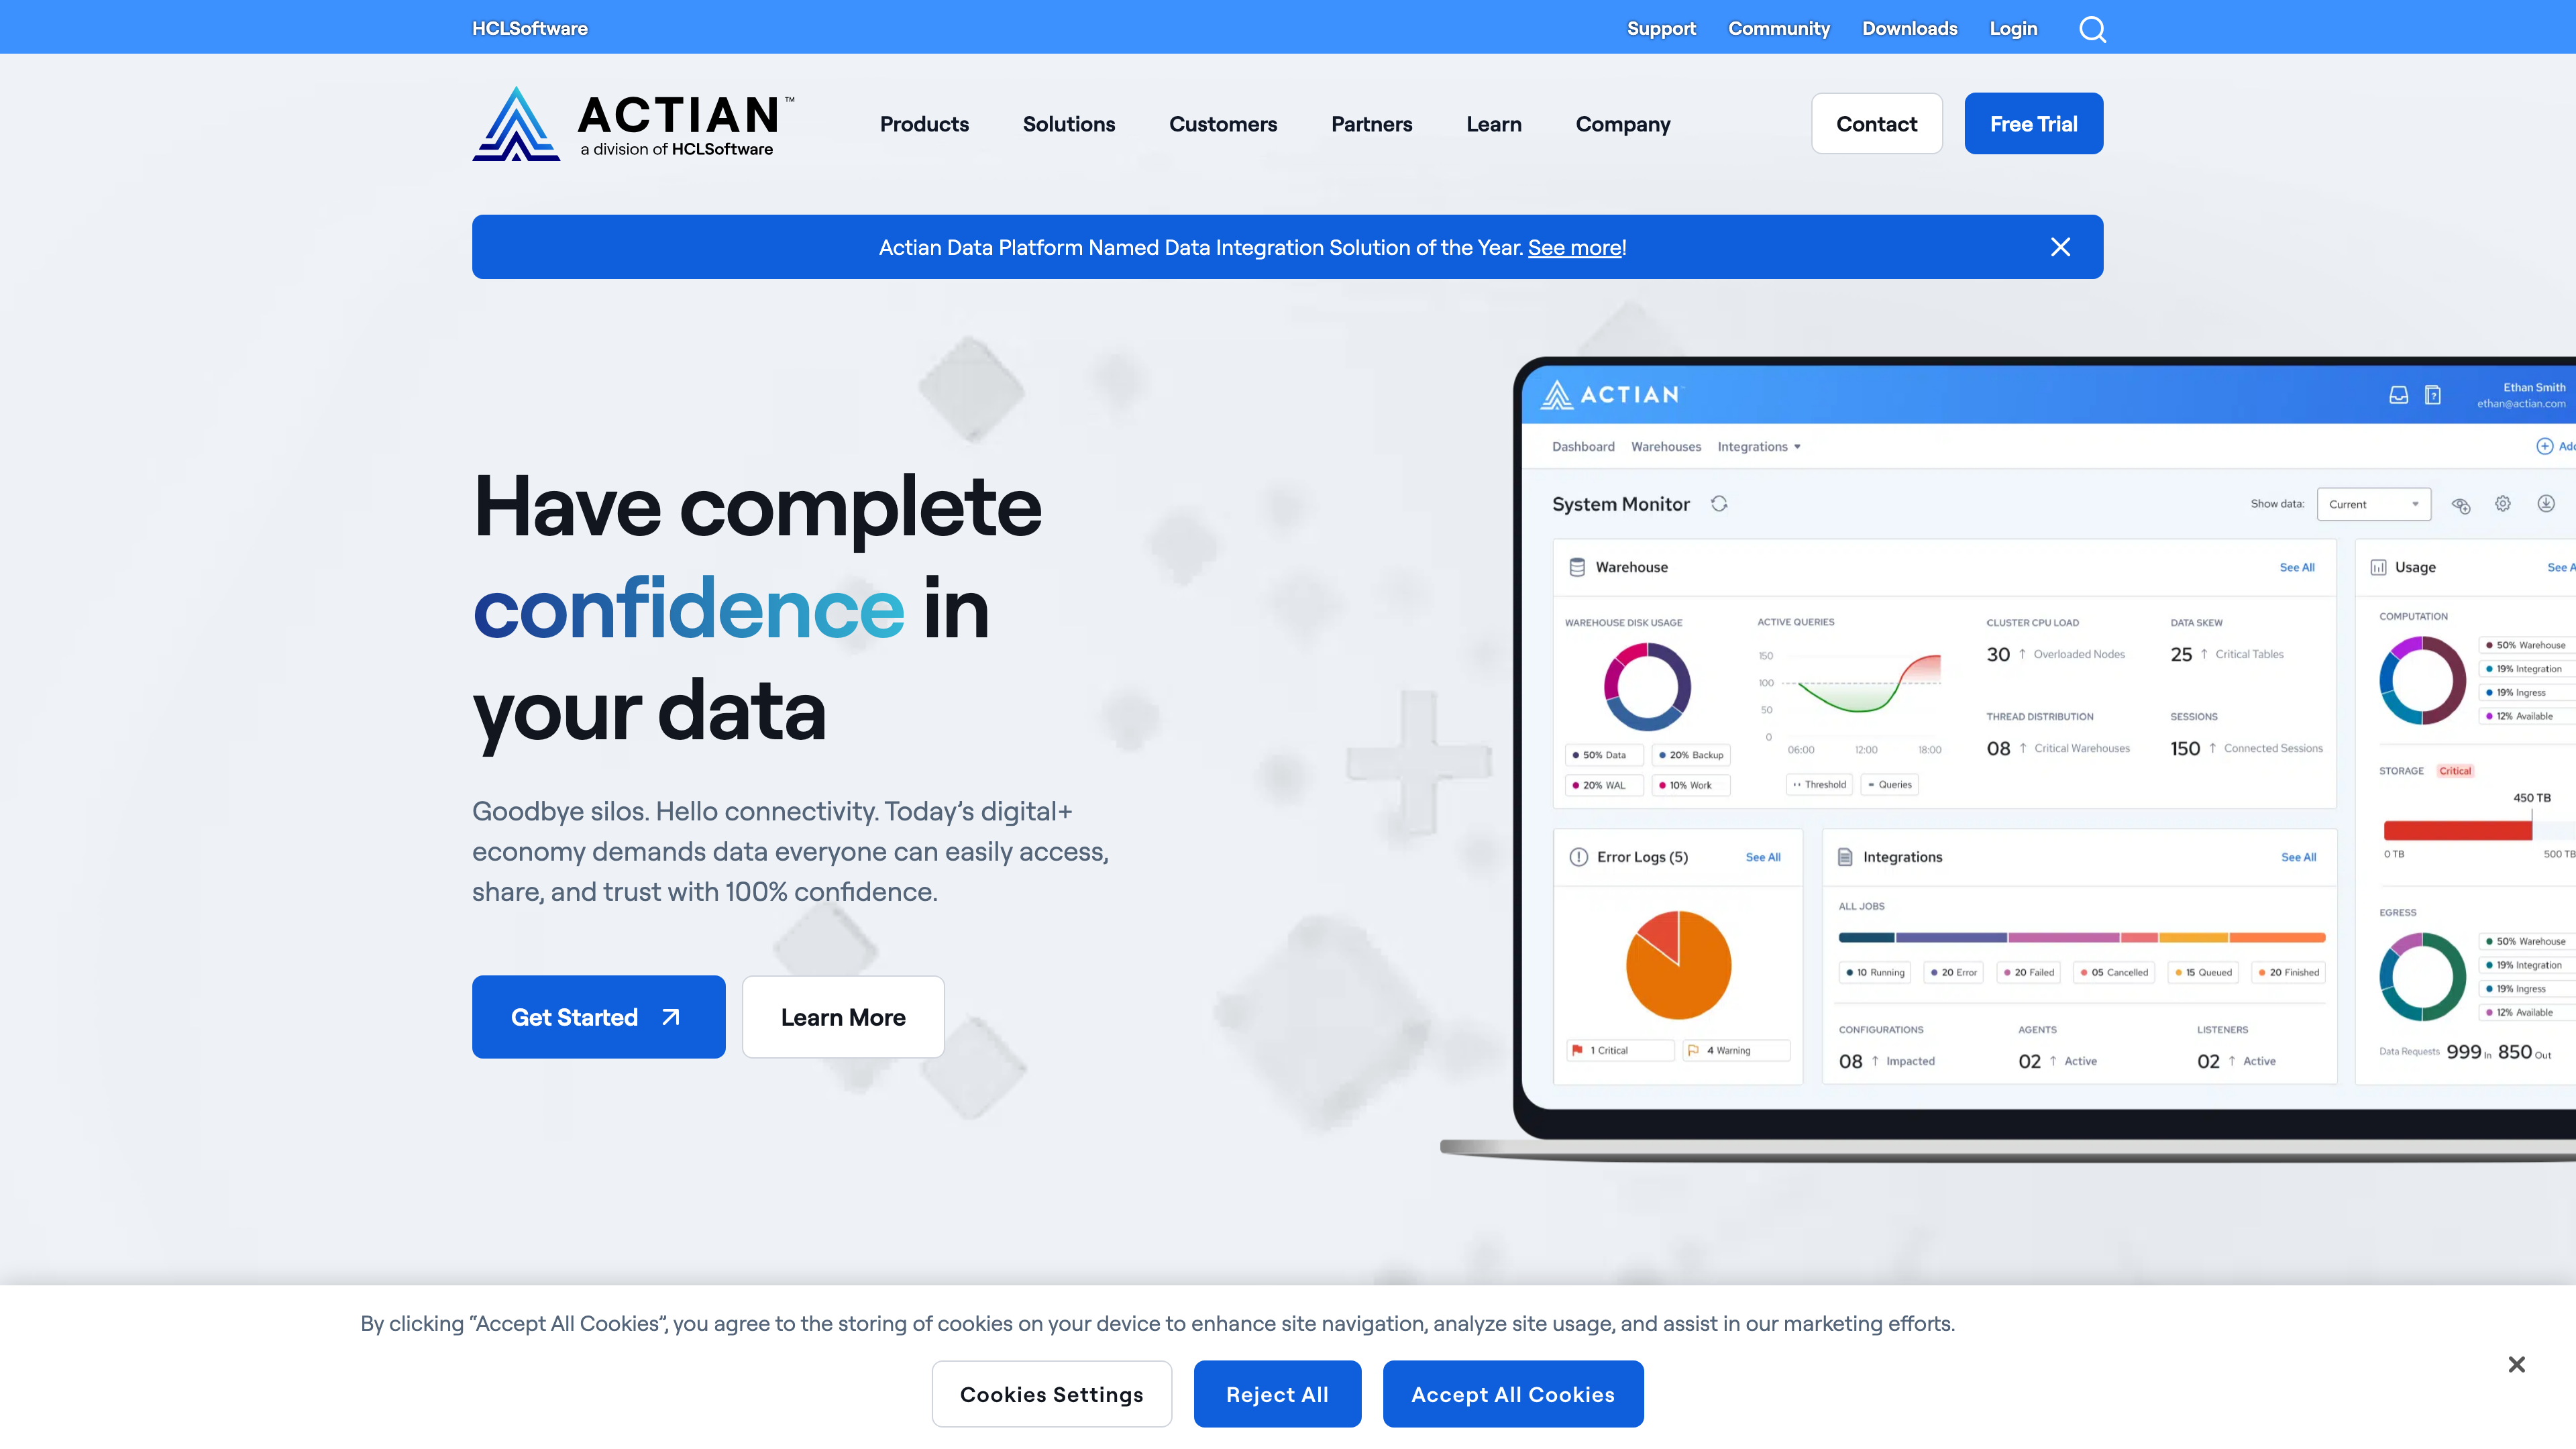 HCLSoftware
Support Community Downloads Login
ACTIAN™
a division of HCLSoftware
Products Solutions Customers Partners Learn Company
Contact Free Trial
Actian Data Platform Named Data Integration Solution of the Year. See more!
Have complete
confidence in
your data
Goodbye silos. Hello connectivity. Today’s digital+
economy demands data everyone can easily access,
share, and trust with 100% confidence.
Get Started Learn More
ACTIAN
Ethan Smith
ethan@actian.com
Dashboard Warehouses Integrations
System Monitor
Show data: Current
Warehouse See All
WAREHOUSE DISK USAGE
50% Data 20% Backup
20% WAL 10% Work
ACTIVE QUERIES
150
100
50
0
06:00 12:00 18:00
Threshold Queries
CLUSTER CPU LOAD
30 ↑ Overloaded Nodes
DATA SKEW
25 ↑ Critical Tables
THREAD DISTRIBUTION
08 ↑ Critical Warehouses
SESSIONS
150 ↑ Connected Sessions
Usage See A
COMPUTATION
50% Warehouse
19% Integration
19% Ingress
12% Available
STORAGE Critical
450 TB
0 TB 500 TB
EGRESS
50% Warehouse
19% Integration
19% Ingress
12% Available
Data Requests 999 In 850 Out
Error Logs (5) See All
1 Critical 4 Warning
Integrations See All
ALL JOBS
10 Running 20 Error 20 Failed 05 Cancelled 15 Queued 20 Finished
CONFIGURATIONS AGENTS LISTENERS
08 ↑ Impacted 02 ↑ Active 02 ↑ Active
By clicking “Accept All Cookies”, you agree to the storing of cookies on your device to enhance site navigation, analyze site usage, and assist in our marketing efforts.
Cookies Settings Reject All Accept All Cookies